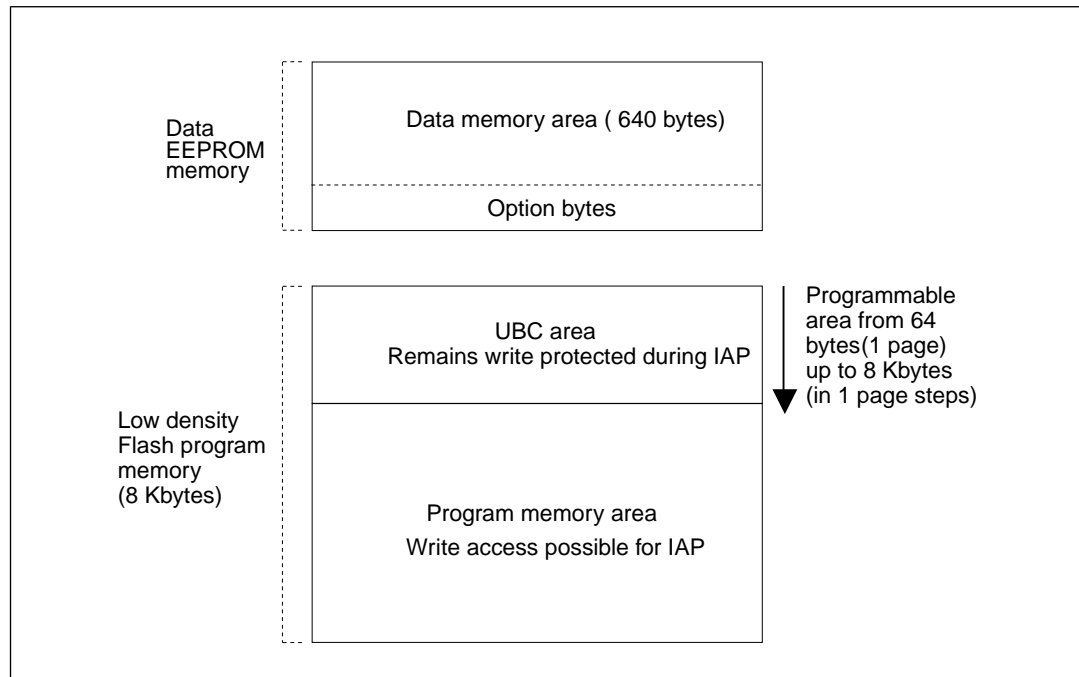 Data
EEPROM
memory
Data memory area ( 640 bytes)
Option bytes
Low density
Flash program
memory
(8 Kbytes)
UBC area
Remains write protected during IAP
Programmable
area from 64
bytes(1 page)
up to 8 Kbytes
(in 1 page steps)
Program memory area
Write access possible for IAP